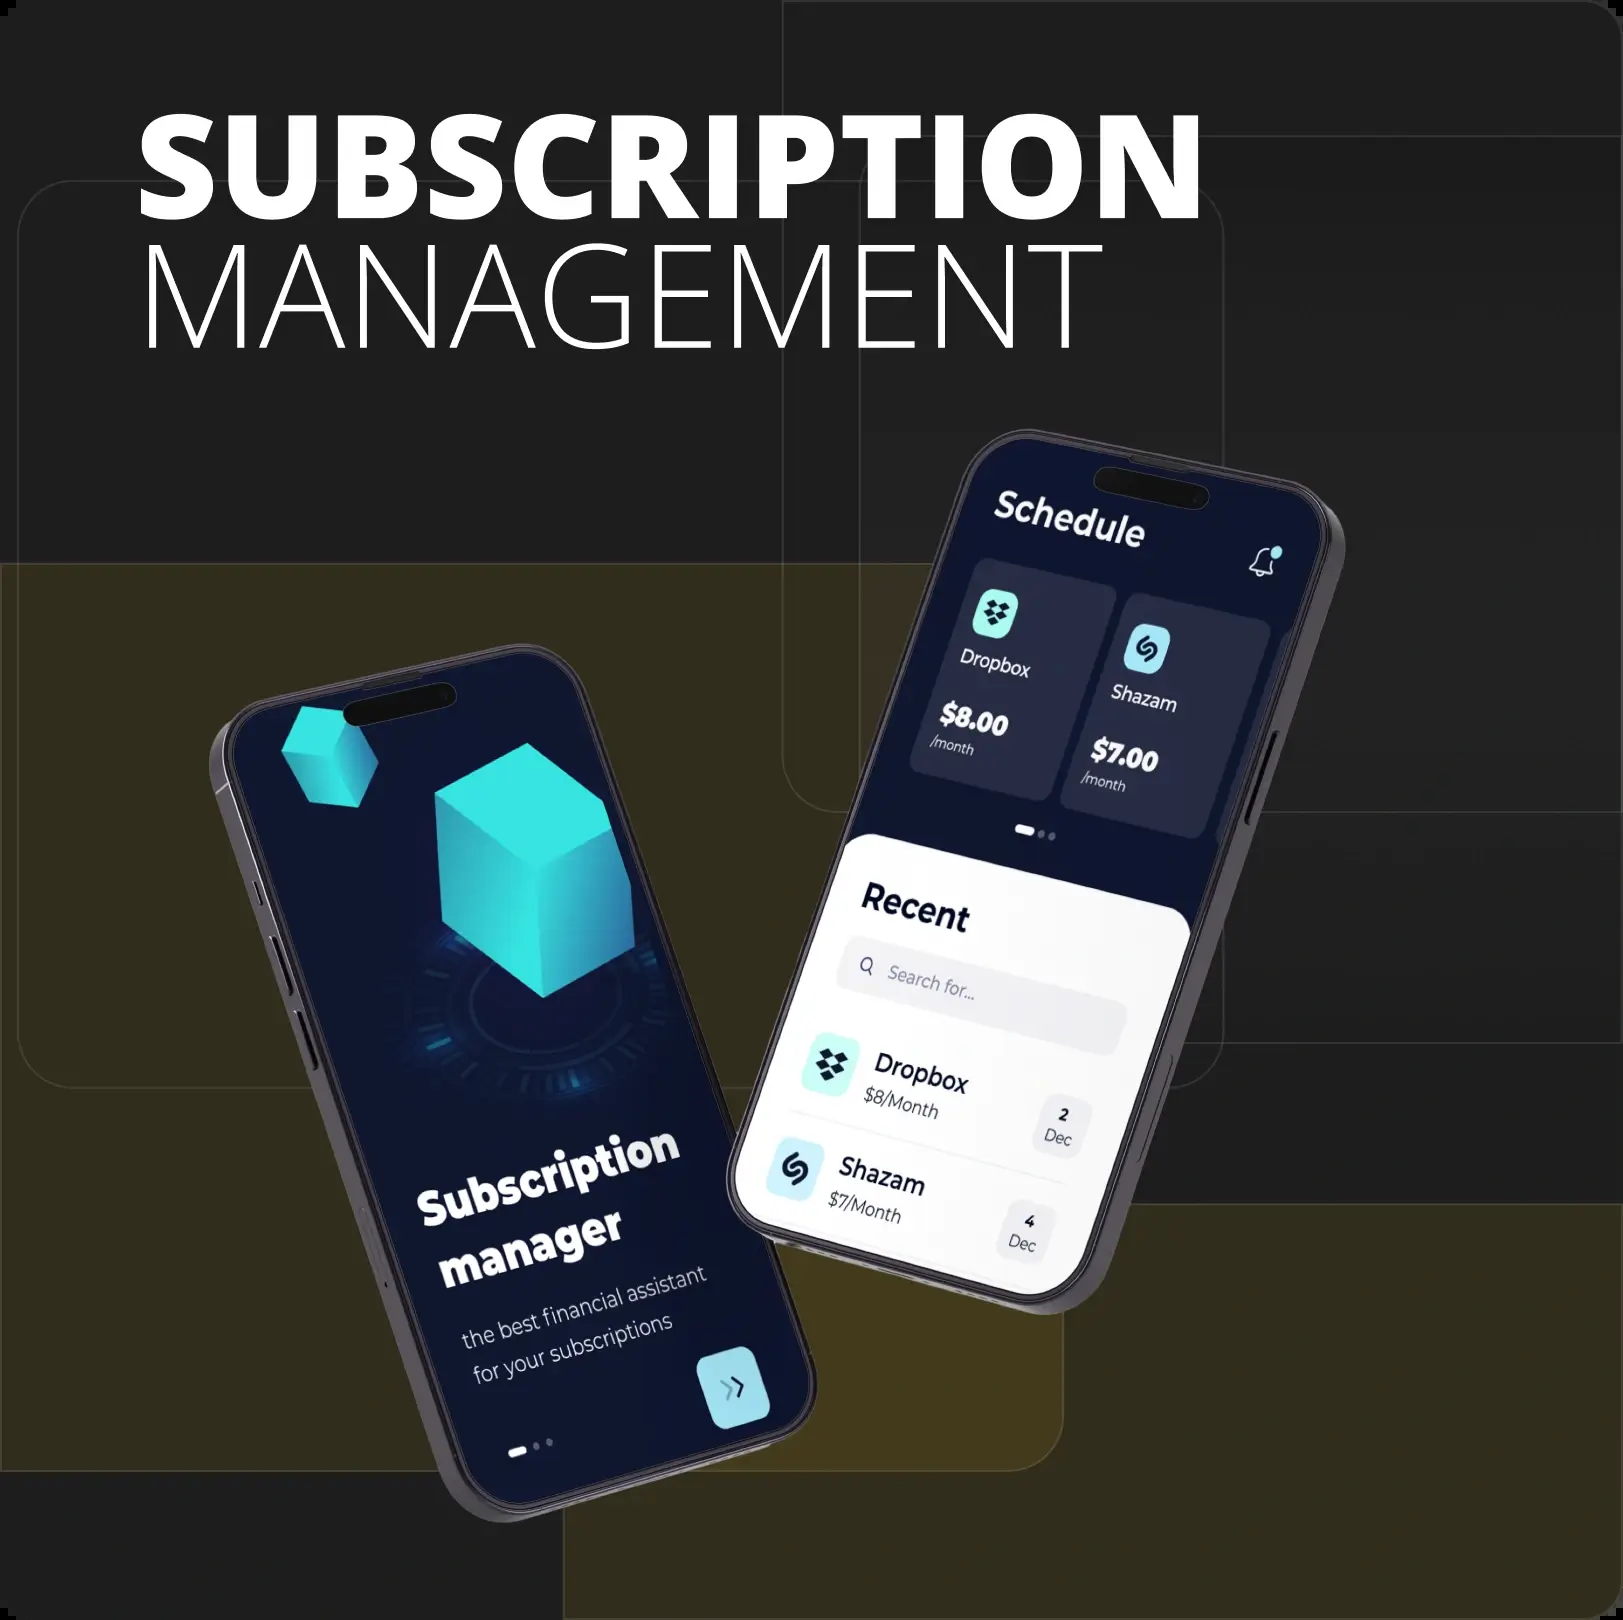 SUBSCRIPTION
MANAGEMENT
Schedule
Dropbox
$8.00
/month
Shazam
$7.00
/month
Recent
Search for...
Dropbox
$8/Month
2
Dec
Shazam
$7/Month
4
Dec
Subscription
manager
the best financial assistant
for your subscriptions